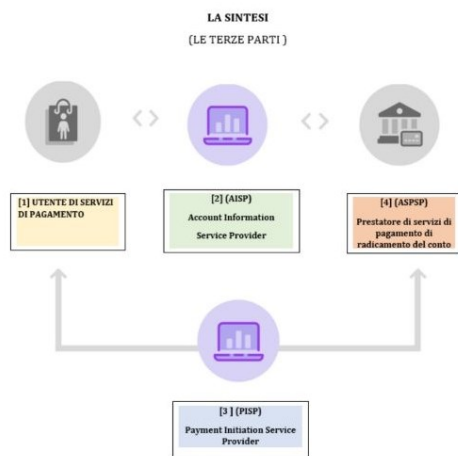 LA SINTESI
(LE TERZE PARTI )
[1] UTENTE DI SERVIZI
DI PAGAMENTO
[2] (AISP)
Account Information
Service Provider
[4] (ASPSP)
Prestatore di servizi di
pagamento di
radicamento del conto
[3 ] (PISP)
Payment Initiation Service
Provider